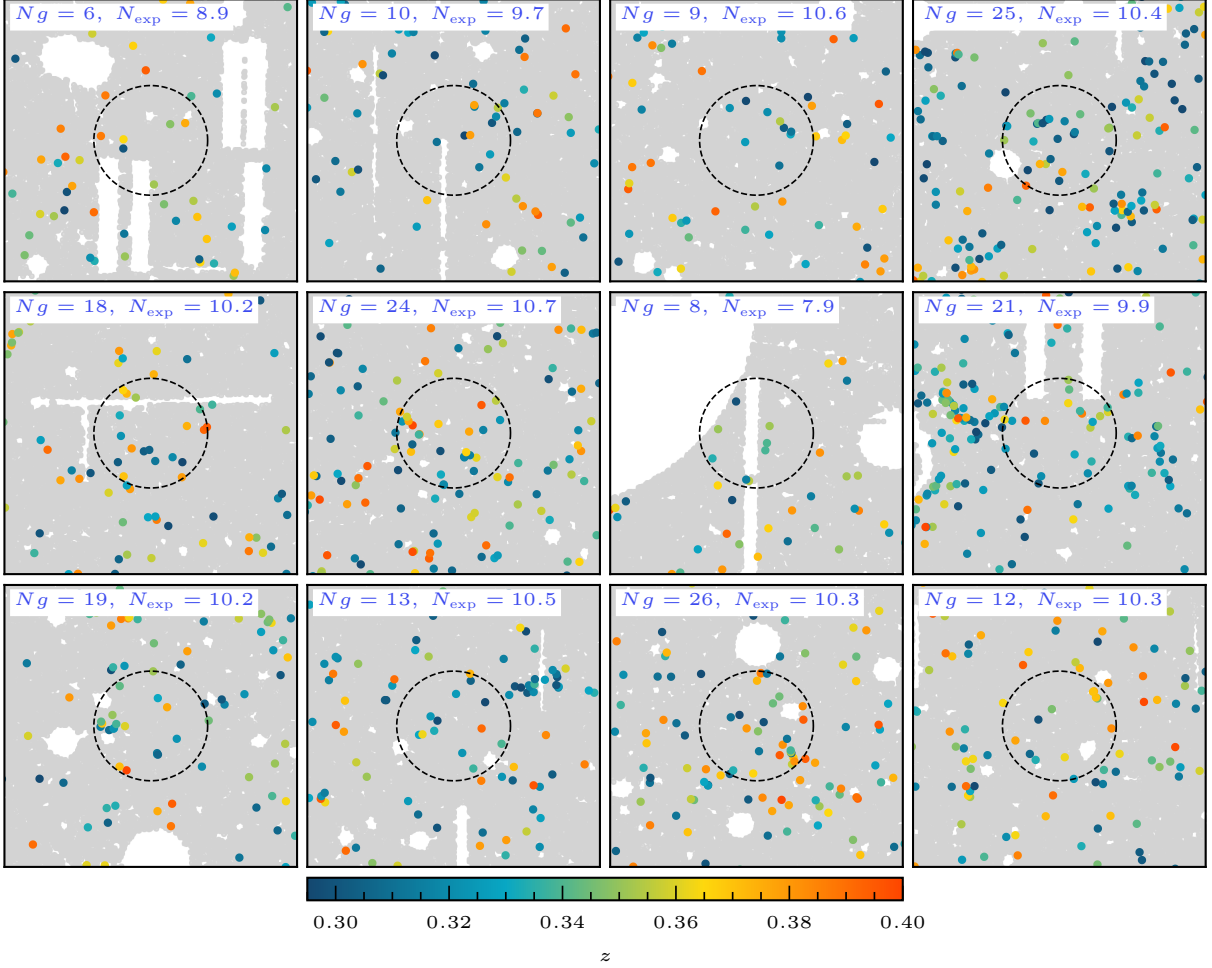 Ng = 6, N_exp = 8.9
Ng = 10, N_exp = 9.7
Ng = 9, N_exp = 10.6
Ng = 25, N_exp = 10.4
Ng = 18, N_exp = 10.2
Ng = 24, N_exp = 10.7
Ng = 8, N_exp = 7.9
Ng = 21, N_exp = 9.9
Ng = 19, N_exp = 10.2
Ng = 13, N_exp = 10.5
Ng = 26, N_exp = 10.3
Ng = 12, N_exp = 10.3
0.30 0.32 0.34 0.36 0.38 0.40
z